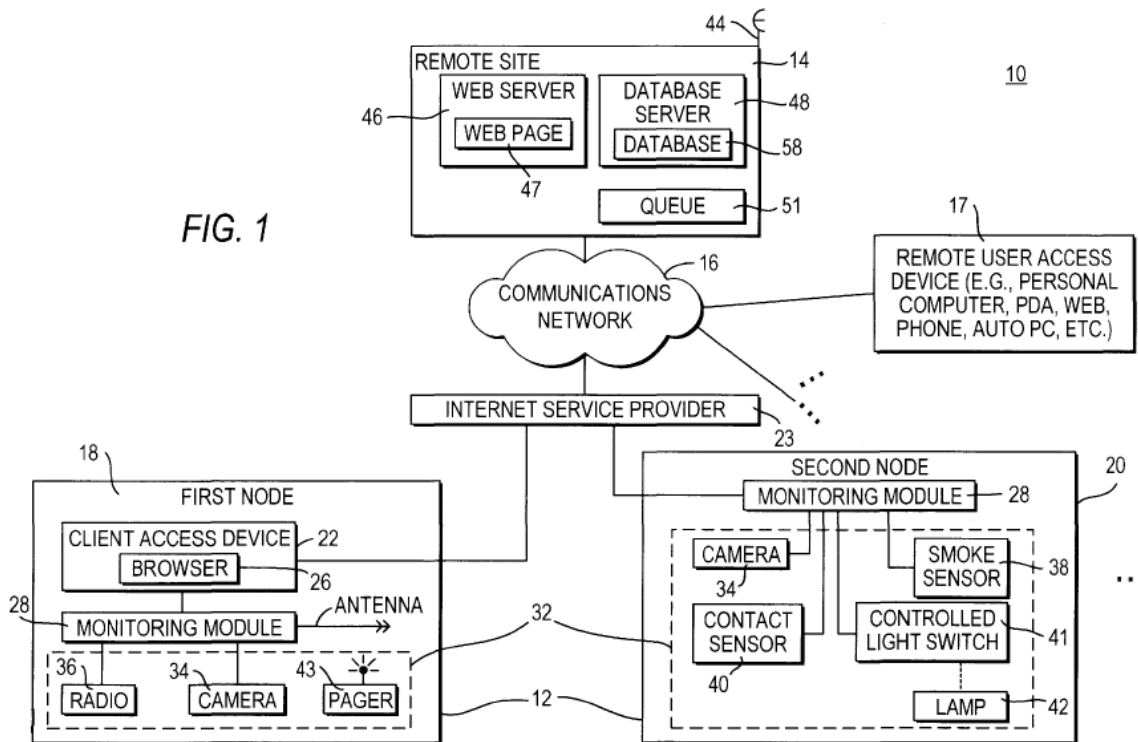 44
REMOTE SITE
14
10
WEB SERVER
46
WEB PAGE
47
DATABASE
SERVER
48
DATABASE
58
QUEUE
51
FIG. 1
16
COMMUNICATIONS
NETWORK
17
REMOTE USER ACCESS
DEVICE (E.G., PERSONAL
COMPUTER, PDA, WEB,
PHONE, AUTO PC, ETC.)
INTERNET SERVICE PROVIDER
23
18
FIRST NODE
CLIENT ACCESS DEVICE
22
BROWSER
26
28
MONITORING MODULE
ANTENNA
32
36
RADIO
34
CAMERA
43
PAGER
12
SECOND NODE
20
MONITORING MODULE
28
CAMERA
34
SMOKE
SENSOR
38
CONTACT
SENSOR
40
CONTROLLED
LIGHT SWITCH
41
LAMP
42